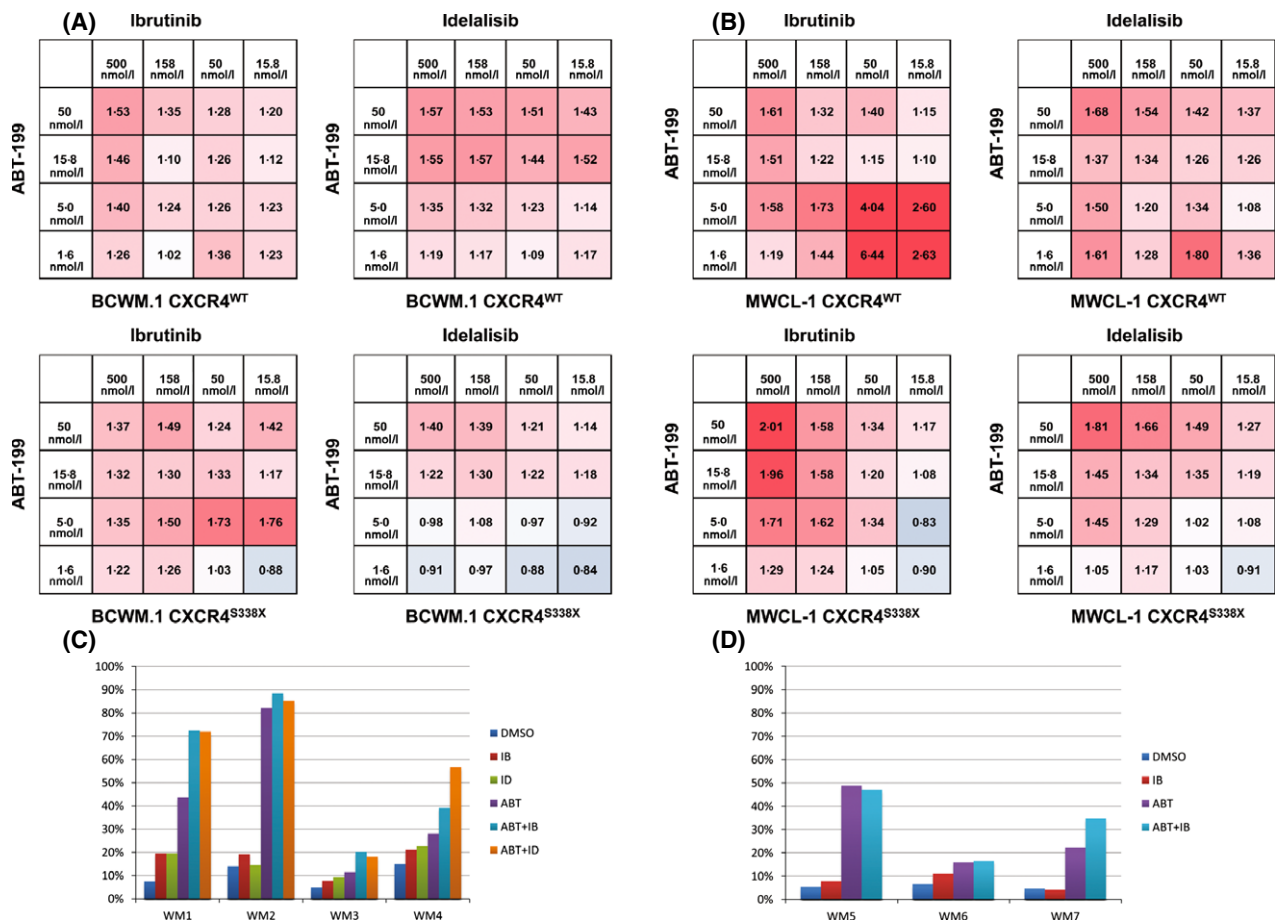 (A)
Ibrutinib
500 nmol/l 158 nmol/l 50 nmol/l 15.8 nmol/l
ABT-199
50 nmol/l 1·53 1·35 1·28 1·20
15·8 nmol/l 1·46 1·10 1·26 1·12
5·0 nmol/l 1·40 1·24 1·26 1·23
1·6 nmol/l 1·26 1·02 1·36 1·23
BCWM.1 CXCR4WT
Idelalisib
500 nmol/l 158 nmol/l 50 nmol/l 15.8 nmol/l
ABT-199
50 nmol/l 1·57 1·53 1·51 1·43
15·8 nmol/l 1·55 1·57 1·44 1·52
5·0 nmol/l 1·35 1·32 1·23 1·14
1·6 nmol/l 1·19 1·17 1·09 1·17
BCWM.1 CXCR4WT
Ibrutinib
500 nmol/l 158 nmol/l 50 nmol/l 15.8 nmol/l
ABT-199
50 nmol/l 1·37 1·49 1·24 1·42
15·8 nmol/l 1·32 1·30 1·33 1·17
5·0 nmol/l 1·35 1·50 1·73 1·76
1·6 nmol/l 1·22 1·26 1·03 0·88
BCWM.1 CXCR4S338X
Idelalisib
500 nmol/l 158 nmol/l 50 nmol/l 15.8 nmol/l
ABT-199
50 nmol/l 1·40 1·39 1·21 1·14
15·8 nmol/l 1·22 1·30 1·22 1·18
5·0 nmol/l 0·98 1·08 0·97 0·92
1·6 nmol/l 0·91 0·97 0·88 0·84
BCWM.1 CXCR4S338X
(B)
Ibrutinib
500 nmol/l 158 nmol/l 50 nmol/l 15.8 nmol/l
ABT-199
50 nmol/l 1·61 1·32 1·40 1·15
15·8 nmol/l 1·51 1·22 1·15 1·10
5·0 nmol/l 1·58 1·73 4·04 2·60
1·6 nmol/l 1·19 1·44 6·44 2·63
MWCL-1 CXCR4WT
Idelalisib
500 nmol/l 158 nmol/l 50 nmol/l 15.8 nmol/l
ABT-199
50 nmol/l 1·68 1·54 1·42 1·37
15·8 nmol/l 1·37 1·34 1·26 1·26
5·0 nmol/l 1·50 1·20 1·34 1·08
1·6 nmol/l 1·61 1·28 1·80 1·36
MWCL-1 CXCR4WT
Ibrutinib
500 nmol/l 158 nmol/l 50 nmol/l 15.8 nmol/l
ABT-199
50 nmol/l 2·01 1·58 1·34 1·17
15·8 nmol/l 1·96 1·58 1·20 1·08
5·0 nmol/l 1·71 1·62 1·34 0·83
1·6 nmol/l 1·29 1·24 1·05 0·90
MWCL-1 CXCR4S338X
Idelalisib
500 nmol/l 158 nmol/l 50 nmol/l 15.8 nmol/l
ABT-199
50 nmol/l 1·81 1·66 1·49 1·27
15·8 nmol/l 1·45 1·34 1·35 1·19
5·0 nmol/l 1·45 1·29 1·02 1·08
1·6 nmol/l 1·05 1·17 1·03 0·91
MWCL-1 CXCR4S338X
(C)
100%
90%
80%
70%
60%
50%
40%
30%
20%
10%
0%
WM1 WM2 WM3 WM4
DMSO
IB
ID
ABT
ABT+IB
ABT+ID
(D)
100%
90%
80%
70%
60%
50%
40%
30%
20%
10%
0%
WM5 WM6 WM7
DMSO
IB
ABT
ABT+IB